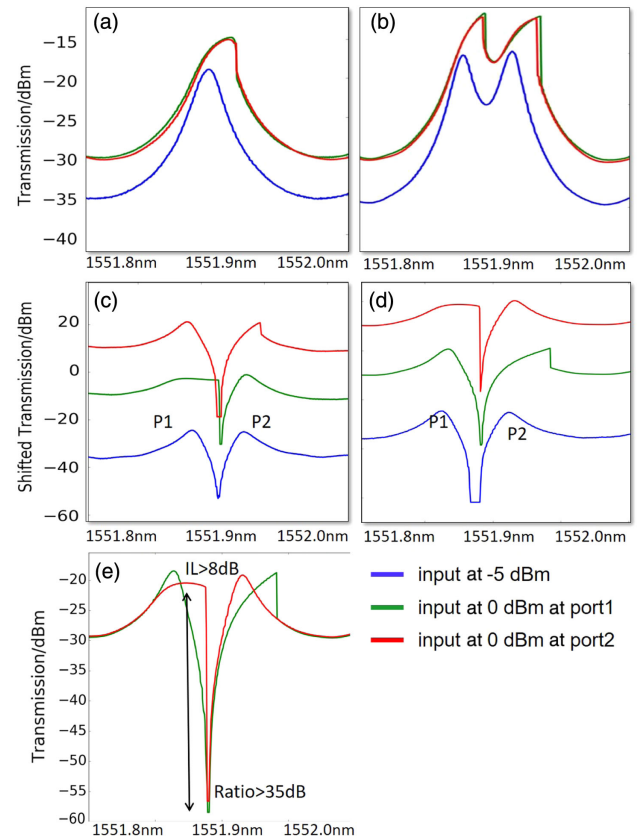 (a)
(b)
Transmission/dBm
−15
−20
−25
−30
−35
−40
1551.8nm 1551.9nm 1552.0nm
1551.8nm 1551.9nm 1552.0nm
(c)
(d)
Shifted Transmission/dBm
20
0
−20
−40
−60
P1
P2
P1
P2
1551.8nm 1551.9nm 1552.0nm
1551.8nm 1551.9nm 1552.0nm
(e)
IL>8dB
Transmission/dBm
−20
−25
−30
−35
−40
−45
−50
−55
−60
Ratio>35dB
1551.8nm 1551.9nm 1552.0nm
input at -5 dBm
input at 0 dBm at port1
input at 0 dBm at port2